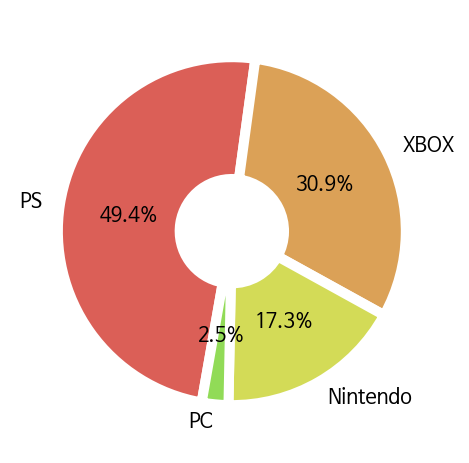 XBOX
30.9%
PS
49.4%
17.3%
2.5%
Nintendo
PC